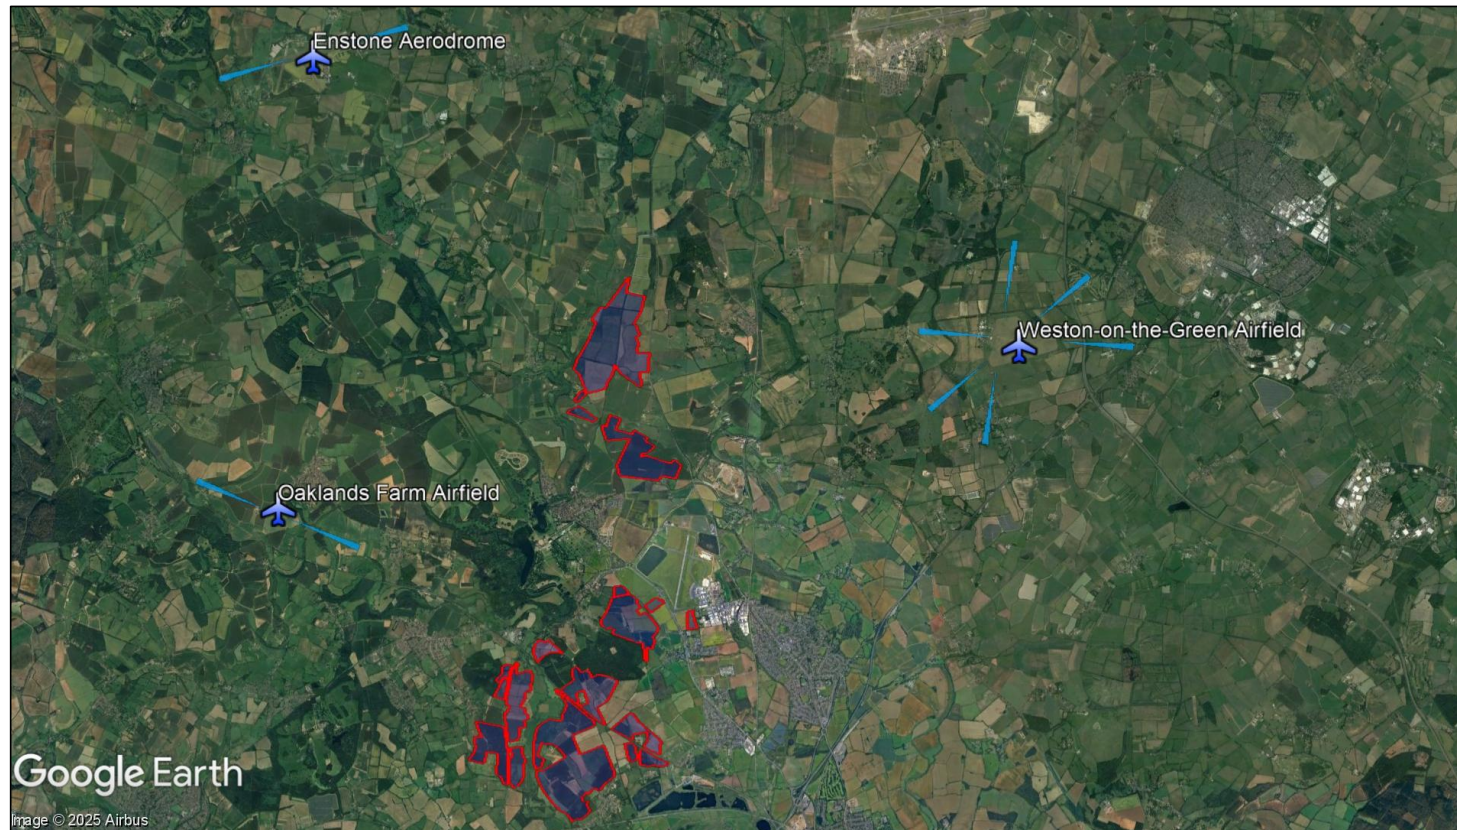 Enstone Aerodrome
Weston-on-the-Green Airfield
Oaklands Farm Airfield
Google Earth
Image © 2025 Airbus